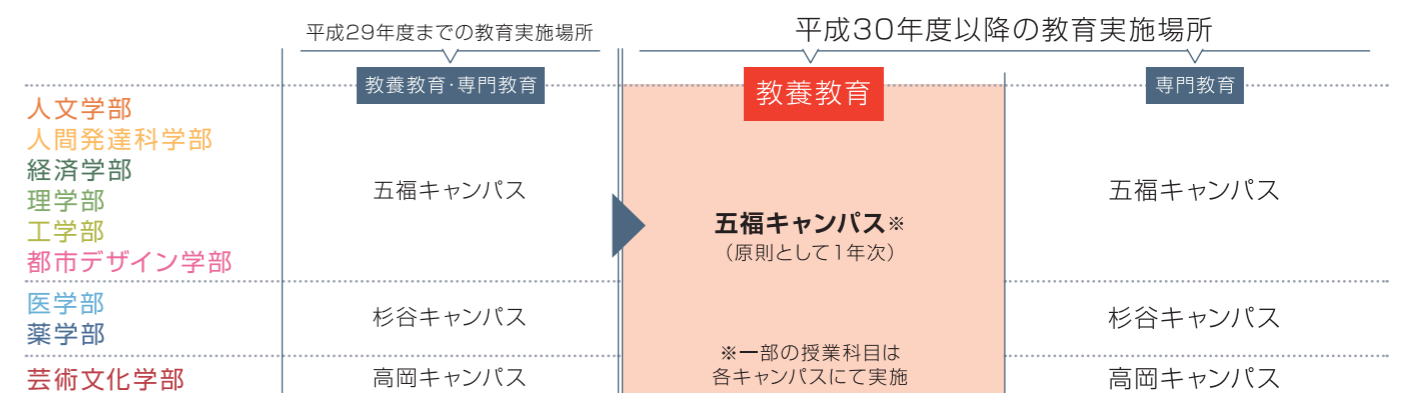 平成29年度までの教育実施場所
平成30年度以降の教育実施場所
教養教育・専門教育
教養教育
専門教育
人文学部
人間発達科学部
経済学部
理学部
工学部
都市デザイン学部
五福キャンパス
五福キャンパス※
（原則として1年次）
五福キャンパス
医学部
薬学部
杉谷キャンパス
杉谷キャンパス
※一部の授業科目は
各キャンパスにて実施
芸術文化学部
高岡キャンパス
高岡キャンパス